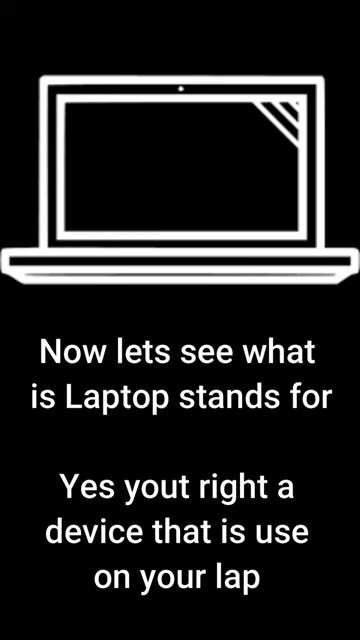 Now lets see what
is Laptop stands for
Yes yout right a
device that is use
on your lap